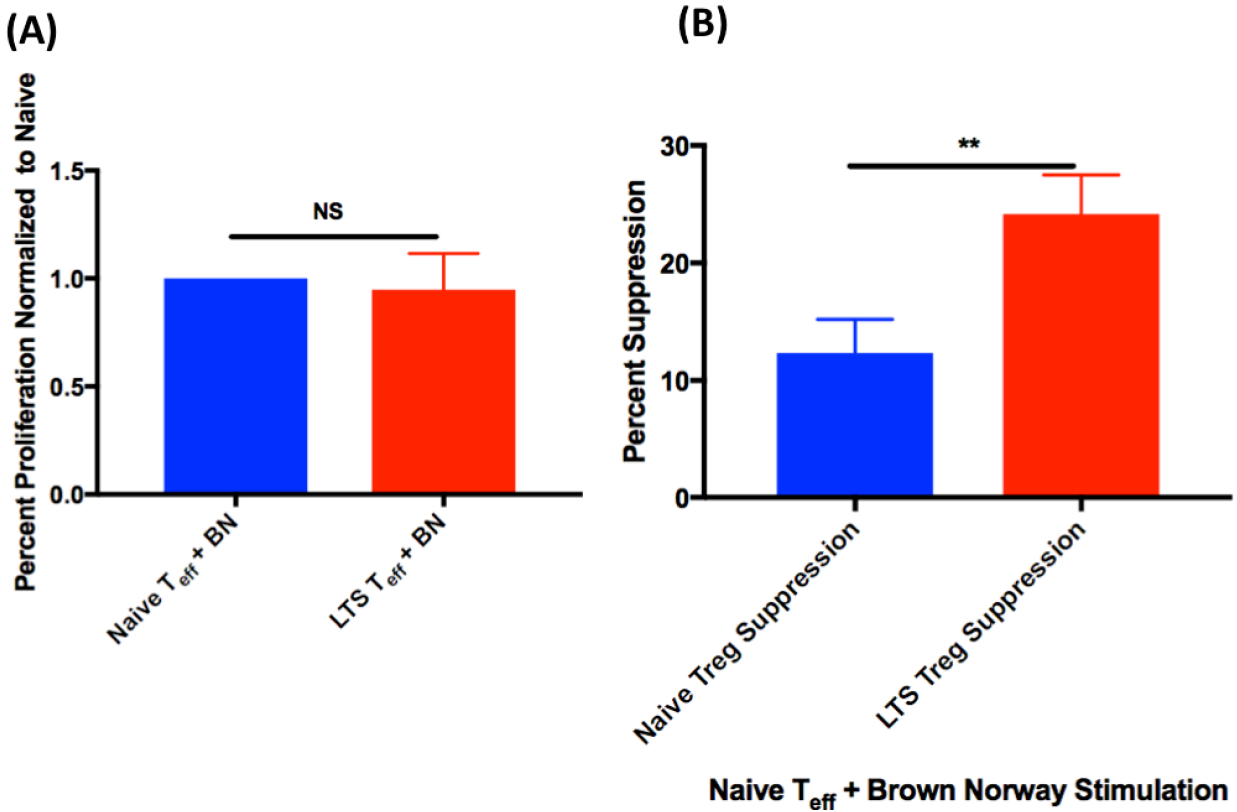 (A)
Percent Proliferation Normalized to Naive
1.5
1.0
0.5
0.0
NS
Naive Teff + BN
LTS Teff + BN
(B)
Percent Suppression
30
20
10
0
**
Naive Treg Suppression
LTS Treg Suppression
Naive Teff + Brown Norway Stimulation